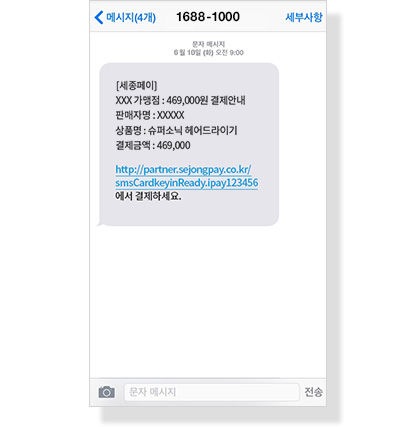 메시지(4개) 1688-1000 세부사항
문자 메시지
6월 10일 (화) 오전 9:00
[세종페이]
XXX 가맹점 : 469,000원 결제안내
판매자명 : XXXXX
상품명 : 슈퍼소닉 헤어드라이기
결제금액 : 469,000
http://partner.sejongpay.co.kr/
smsCardkeyinReady.ipay123456
에서 결제하세요.
문자 메시지 전송